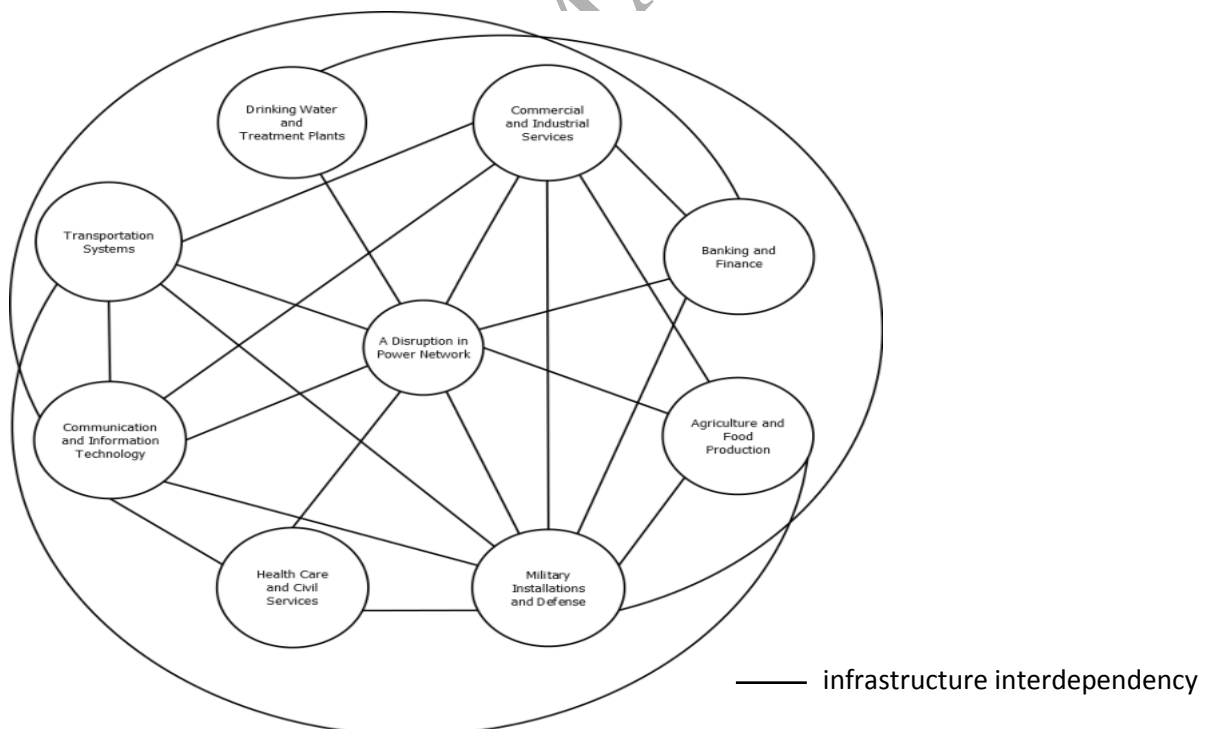 Drinking Water
and
Treatment Plants
Commercial
and Industrial
Services
Transportation
Systems
Banking and
Finance
A Disruption in
Power Network
Communication
and Information
Technology
Agriculture and
Food
Production
Health Care
and Civil
Services
Military
Installations
and Defense
infrastructure interdependency